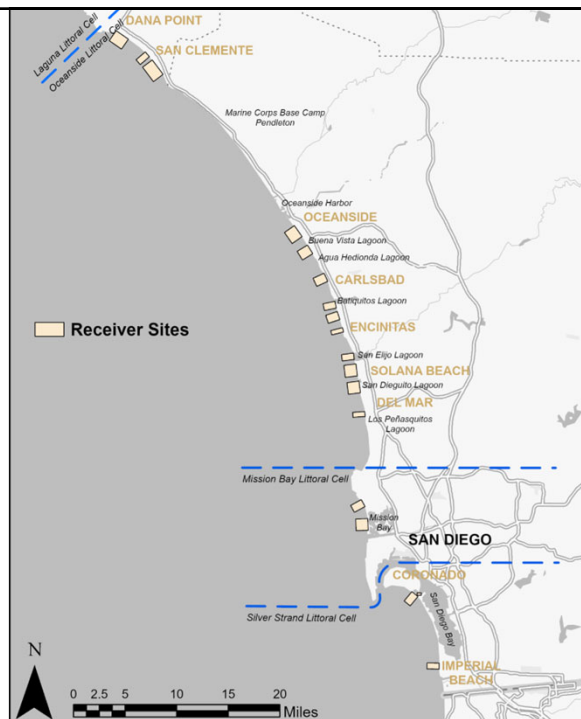 DANA POINT
Laguna Littoral Cell
Oceanside Littoral Cell
SAN CLEMENTE
Marine Corps Base Camp
Pendleton
Oceanside Harbor
OCEANSIDE
Buena Vista Lagoon
Agua Hedionda Lagoon
CARLSBAD
Batiquitos Lagoon
ENCINITAS
Receiver Sites
San Elijo Lagoon
SOLANA BEACH
San Dieguito Lagoon
DEL MAR
Los Peñasquitos
Lagoon
Mission Bay Littoral Cell
Mission
Bay
SAN DIEGO
CORONADO
San Diego Bay
Silver Strand Littoral Cell
IMPERIAL
BEACH
N
0 2.5 5 10 15 20
Miles